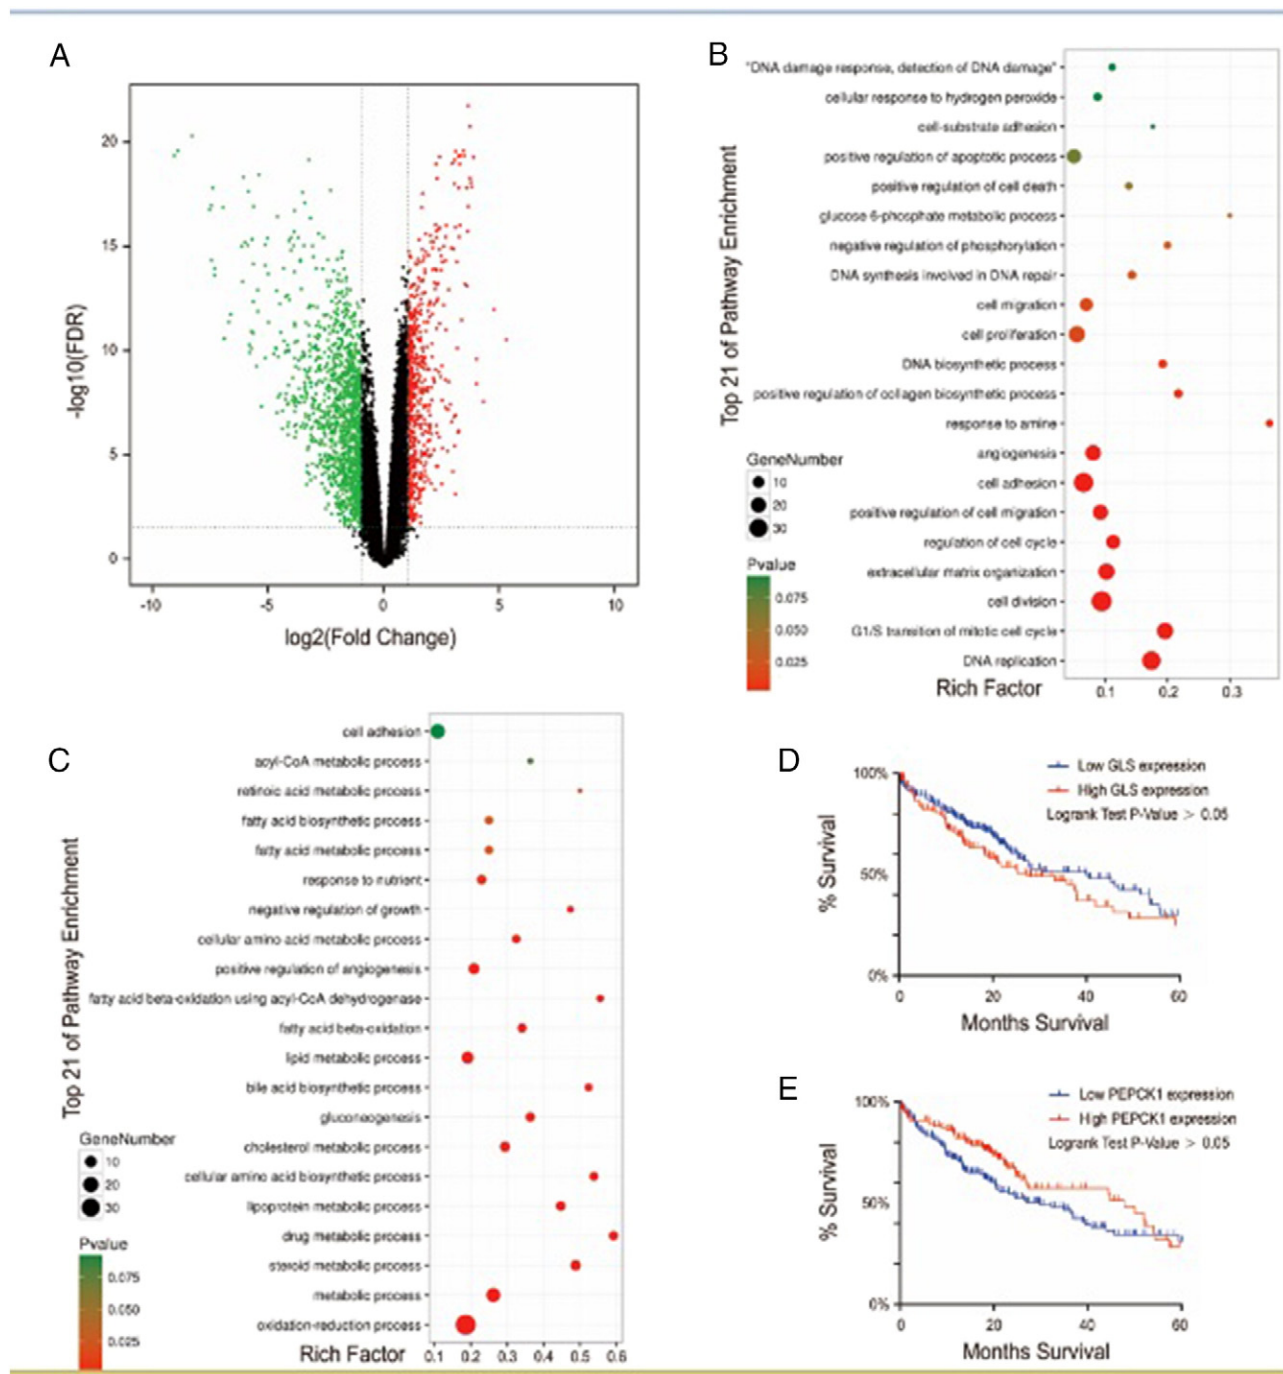 A
20
15
10
5
0
-log10(FDR)
-10
-5
0
5
10
log2(Fold Change)
B
"DNA damage response, detection of DNA damage"
cellular response to hydrogen peroxide
cell-substrate adhesion
positive regulation of apoptotic process
positive regulation of cell death
glucose 6-phosphate metabolic process
negative regulation of phosphorylation
DNA synthesis involved in DNA repair
cell migration
cell proliferation
DNA biosynthetic process
positive regulation of collagen biosynthetic process
response to amine
angiogenesis
cell adhesion
positive regulation of cell migration
regulation of cell cycle
extracellular matrix organization
cell division
G1/S transition of mitotic cell cycle
DNA replication
Top 21 of Pathway Enrichment
GeneNumber
10
20
30
Pvalue
0.075
0.050
0.025
Rich Factor
0.1
0.2
0.3
C
cell adhesion
acyl-CoA metabolic process
retinoic acid metabolic process
fatty acid biosynthetic process
fatty acid metabolic process
response to nutrient
negative regulation of growth
cellular amino acid metabolic process
positive regulation of angiogenesis
fatty acid beta-oxidation using acyl-CoA dehydrogenase
fatty acid beta-oxidation
lipid metabolic process
bile acid biosynthetic process
gluconeogenesis
cholesterol metabolic process
cellular amino acid biosynthetic process
lipoprotein metabolic process
drug metabolic process
steroid metabolic process
metabolic process
oxidation-reduction process
Top 21 of Pathway Enrichment
GeneNumber
10
20
30
Pvalue
0.075
0.050
0.025
Rich Factor
0.1
0.2
0.3
0.4
0.5
0.6
D
Low GLS expression
High GLS expression
Logrank Test P-Value > 0.05
100%
50%
0%
% Survival
0
20
40
60
Months Survival
E
Low PEPCK1 expression
High PEPCK1 expression
Logrank Test P-Value > 0.05
100%
50%
0%
% Survival
0
20
40
60
Months Survival